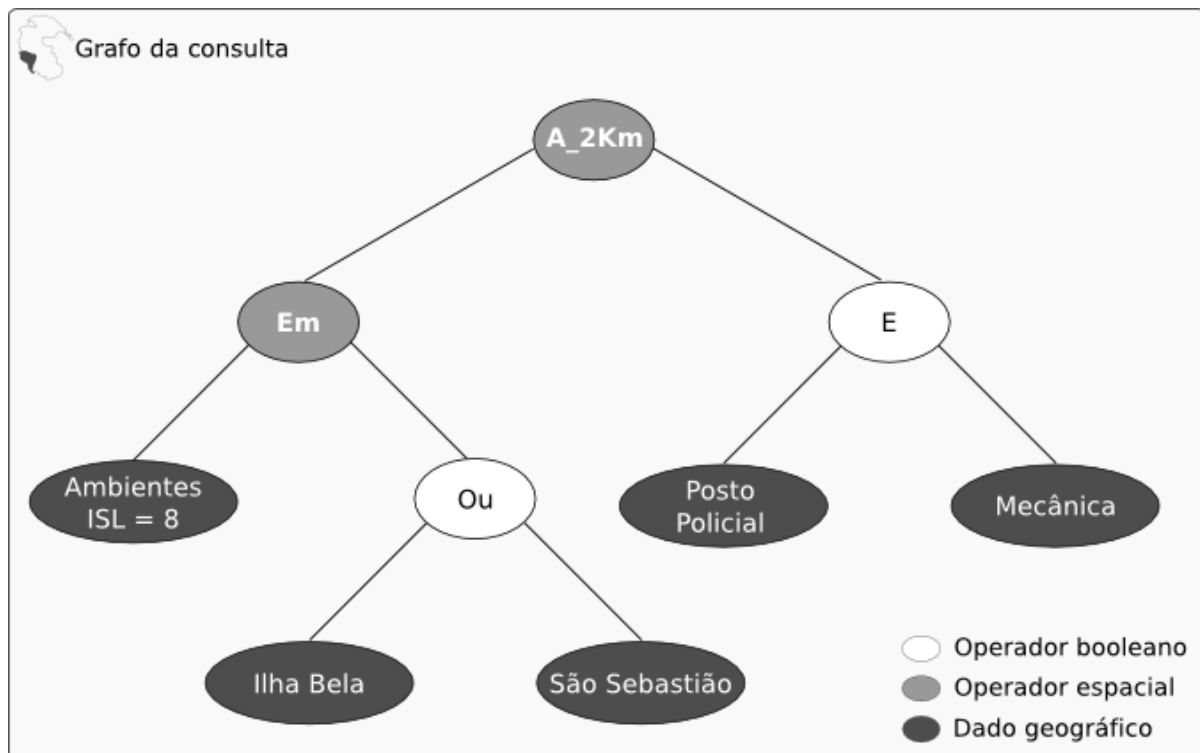 Grafo da consulta
A_2Km
Em
E
Ambientes
ISL = 8
Ou
Posto
Policial
Mecânica
Ilha Bela
São Sebastião
Operador booleano
Operador espacial
Dado geográfico